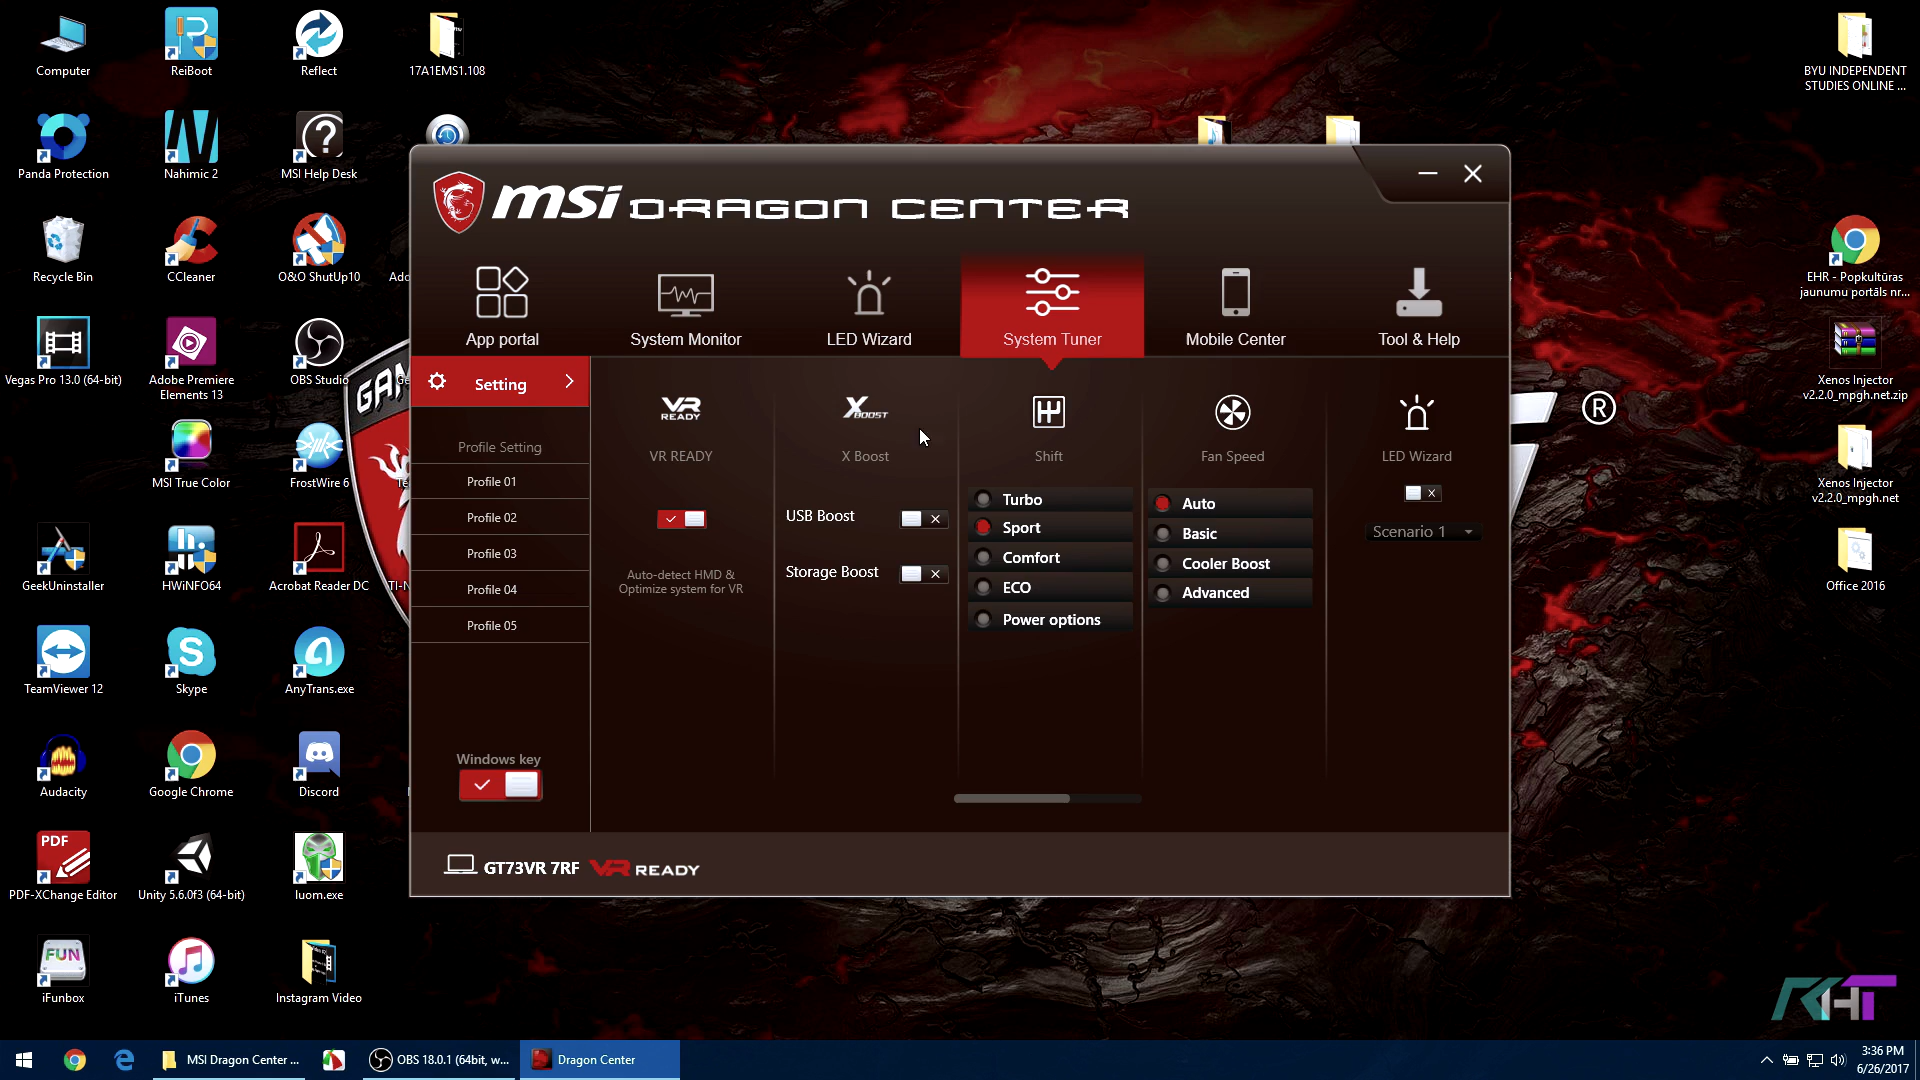 Computer
ReiBoot
Reflect
17A1EMS1.108
BYU INDEPENDENT
STUDIES ONLINE ...
Panda Protection
Nahimic 2
MSI Help Desk
Recycle Bin
CCleaner
O&O ShutUp10
Ado
EHR - Popkultūras
jaunumu portāls nr...
Vegas Pro 13.0 (64-bit)
Adobe Premiere
Elements 13
OBS Studio
Xenos Injector
v2.2.0_mpgh.net.zip
MSI True Color
FrostWire 6
Xenos Injector
v2.2.0_mpgh.net
GeekUninstaller
HWiNFO64
Acrobat Reader DC
Office 2016
TeamViewer 12
Skype
AnyTrans.exe
Audacity
Google Chrome
Discord
PDF
PDF-XChange Editor
Unity 5.6.0f3 (64-bit)
luom.exe
FUN
iFunbox
iTunes
Instagram Video
GAM
®
msi DRAGON CENTER
App portal
System Monitor
LED Wizard
System Tuner
Mobile Center
Tool & Help
Setting
Profile Setting
Profile 01
Profile 02
Profile 03
Profile 04
Profile 05
Windows key
VR READY
VR READY
Auto-detect HMD &
Optimize system for VR
X BOOST
X Boost
USB Boost
Storage Boost
Shift
Turbo
Sport
Comfort
ECO
Power options
Fan Speed
Auto
Basic
Cooler Boost
Advanced
LED Wizard
Scenario 1
GT73VR 7RF VR READY
RHT
MSI Dragon Center ...
OBS 18.0.1 (64bit, w...
Dragon Center
3:36 PM
6/26/2017